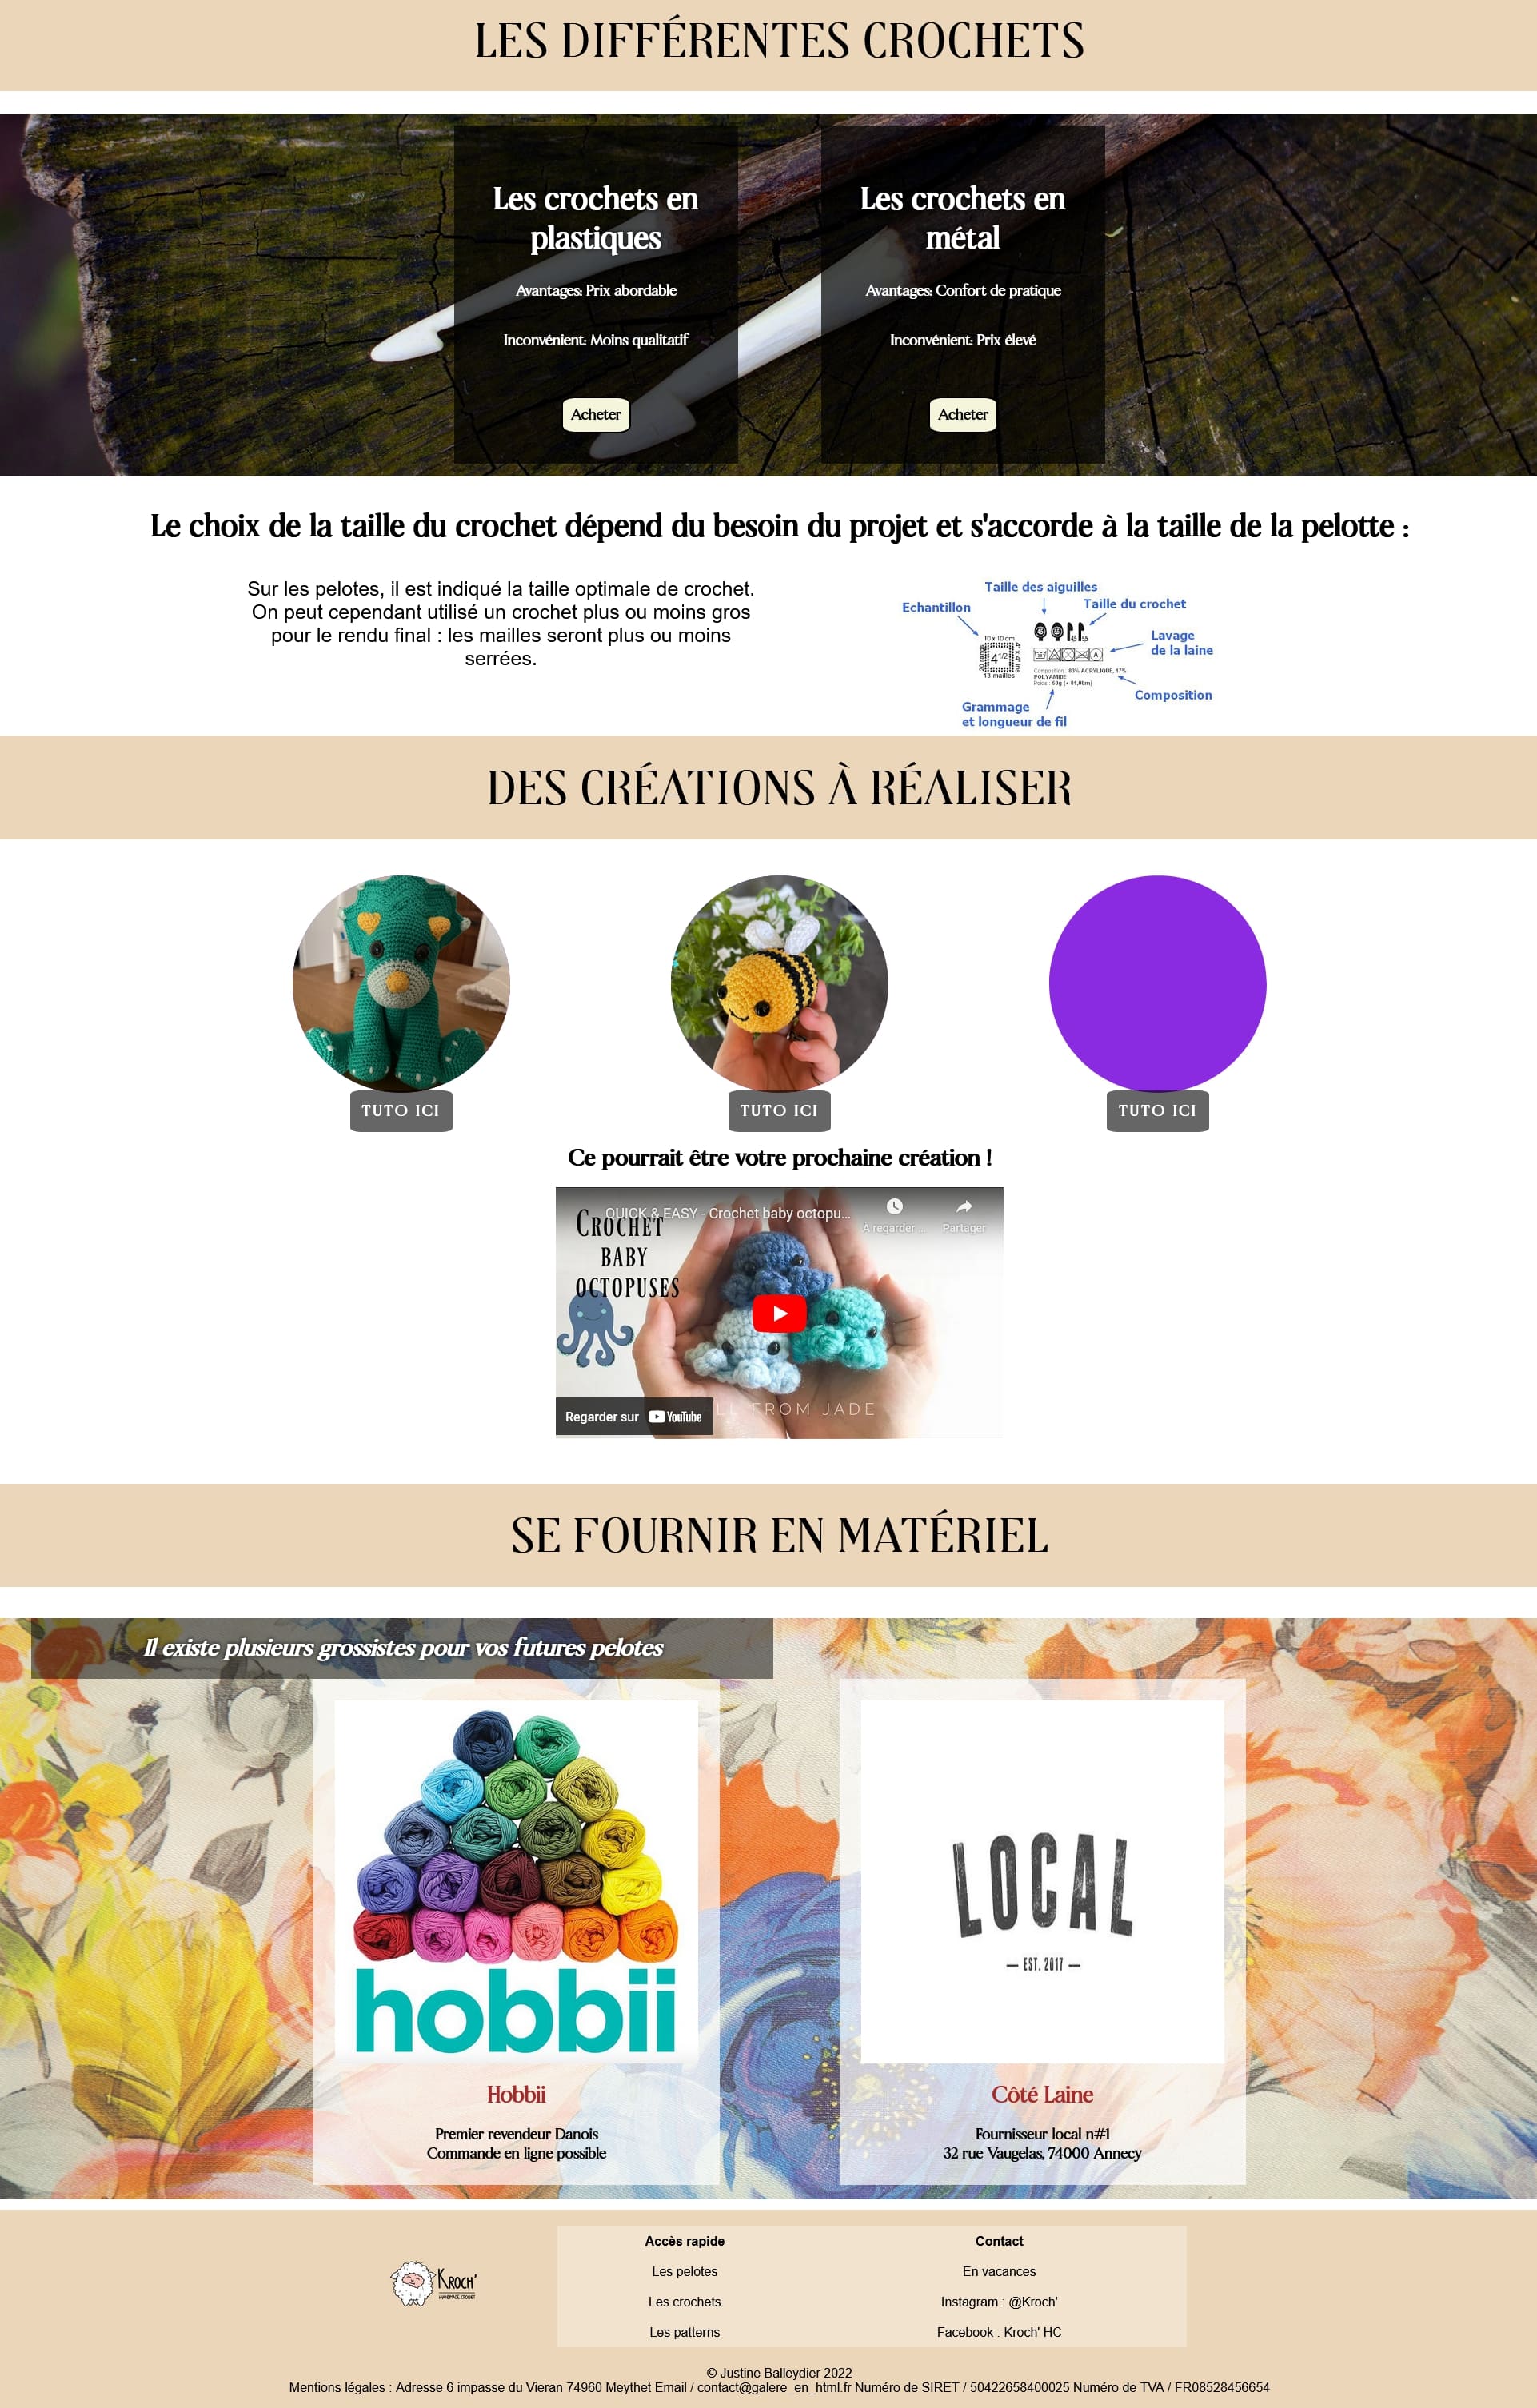 LES DIFFÉRENTES CROCHETS
Les crochets en
plastiques
Avantages: Prix abordable
Inconvénient: Moins qualitatif
Acheter
Les crochets en
métal
Avantages: Confort de pratique
Inconvénient: Prix élevé
Acheter
Le choix de la taille du crochet dépend du besoin du projet et s'accorde à la taille de la pelotte :
Sur les pelotes, il est indiqué la taille optimale de crochet.
On peut cependant utilisé un crochet plus ou moins gros
pour le rendu final : les mailles seront plus ou moins
serrées.
Taille des aiguilles
Echantillon
Taille du crochet
Lavage
de la laine
10 x 10 cm
4 1/2
13 mailles
A
Composition : 83% ACRYLIQUE, 17%
POLYAMIDE
Composition
Grammage
et longueur de fil
DES CRÉATIONS À RÉALISER
TUTO ICI
TUTO ICI
TUTO ICI
Ce pourrait être votre prochaine création !
QUICK & EASY - Crochet baby octopu...
À regarder ...
Partager
CROCHET
BABY
OCTOPUSES
FROM JADE
Regarder sur YouTube
SE FOURNIR EN MATÉRIEL
Il existe plusieurs grossistes pour vos futures pelotes
hobbii
Hobbii
Premier revendeur Danois
Commande en ligne possible
LOCAL
— EST. 2017 —
Côté Laine
Fournisseur local n#1
32 rue Vaugelas, 74000 Annecy
KROCH'
HANDMADE CROCHET
Accès rapide
Les pelotes
Les crochets
Les patterns
Contact
En vacances
Instagram : @Kroch'
Facebook : Kroch' HC
© Justine Balleydier 2022
Mentions légales : Adresse 6 impasse du Vieran 74960 Meythet Email / contact@galere_en_html.fr Numéro de SIRET / 50422658400025 Numéro de TVA / FR08528456654